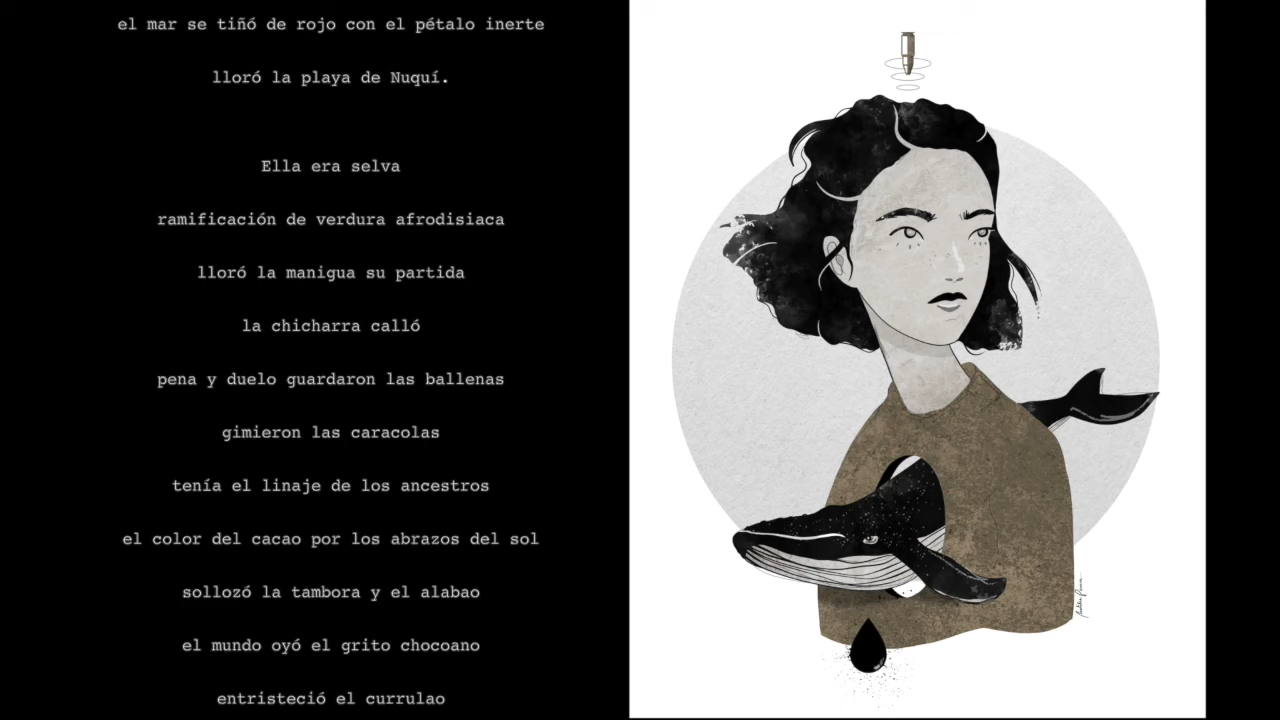 el mar se tiñó de rojo con el pétalo inerte
lloró la playa de Nuquí.
Ella era selva
ramificación de verdura afrodisiaca
lloró la manigua su partida
la chicharra calló
pena y duelo guardaron las ballenas
gimieron las caracolas
tenía el linaje de los ancestros
el color del cacao por los abrazos del sol
sollozó la tambora y el alabao
el mundo oyó el grito chocoano
entristeció el currulao